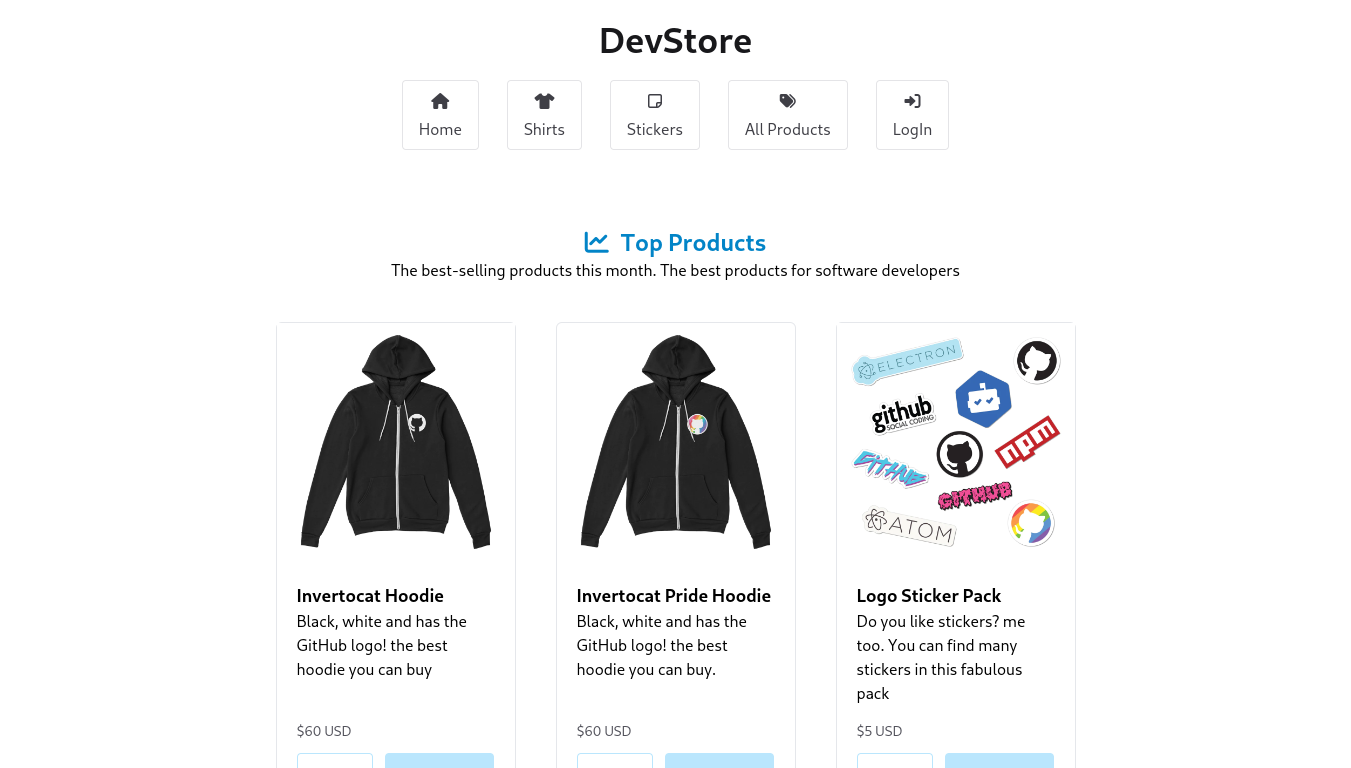 DevStore
Home
Shirts
Stickers
All Products
LogIn
Top Products
The best-selling products this month. The best products for software developers
ELECTRON
github
SOCIAL CODING
npm
GITHUB
GITHUB
ATOM
Invertocat Hoodie
Black, white and has the
GitHub logo! the best
hoodie you can buy
$60 USD
Invertocat Pride Hoodie
Black, white and has the
GitHub logo! the best
hoodie you can buy.
$60 USD
Logo Sticker Pack
Do you like stickers? me
too. You can find many
stickers in this fabulous
pack
$5 USD